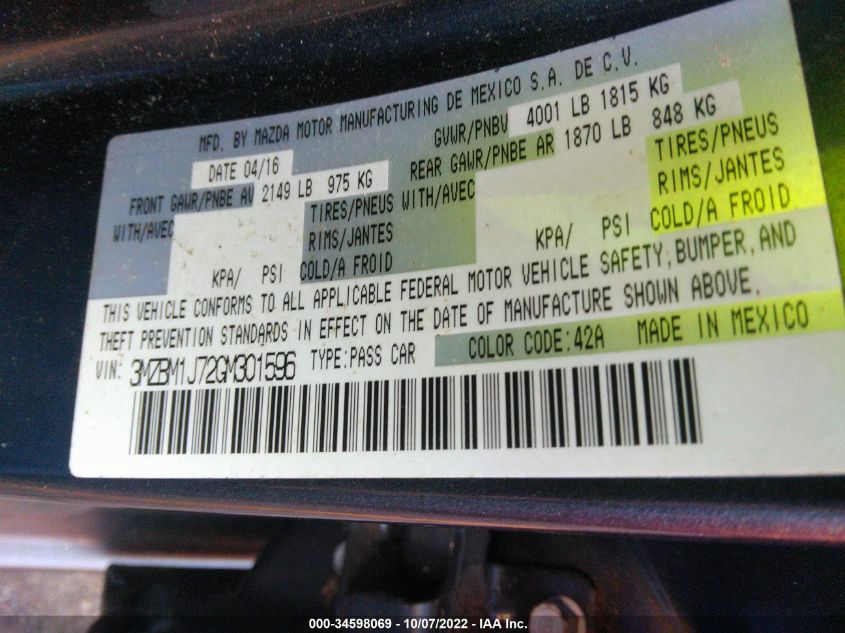 MFD. BY MAZDA MOTOR MANUFACTURING DE MEXICO S.A. DE C.V.
DATE 04/16 GVWR/PNBV 4001 LB 1815 KG
FRONT GAWR/PNBE AV 2149 LB 975 KG REAR GAWR/PNBE AR 1870 LB 848 KG
WITH/AVEC TIRES/PNEUS WITH/AVEC TIRES/PNEUS
RIMS/JANTES RIMS/JANTES
KPA/ PSI COLD/A FROID KPA/ PSI COLD/A FROID
THIS VEHICLE CONFORMS TO ALL APPLICABLE FEDERAL MOTOR VEHICLE SAFETY, BUMPER, AND
THEFT PREVENTION STANDARDS IN EFFECT ON THE DATE OF MANUFACTURE SHOWN ABOVE.
VIN: 3MZBM1J72GM301596 TYPE:PASS CAR COLOR CODE:42A MADE IN MEXICO
000-34598069 - 10/07/2022 - IAA Inc.